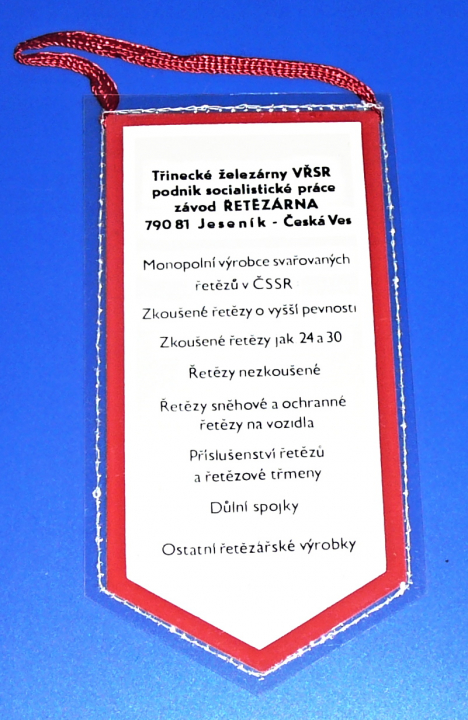 Třinecké železárny VŘSR
podnik socialistické práce
závod ŘETĚZÁRNA
790 81 Jeseník - Česká Ves
Monopolní výrobce svařovaných
řetězů v ČSSR
Zkoušené řetězy o vyšší pevnosti
Zkoušené řetězy jak 24 a 30
Řetězy nezkoušené
Řetězy sněhové a ochranné
řetězy na vozidla
Příslušenství řetězů
a řetězové třmeny
Důlní spojky
Ostatní řetězářské výrobky